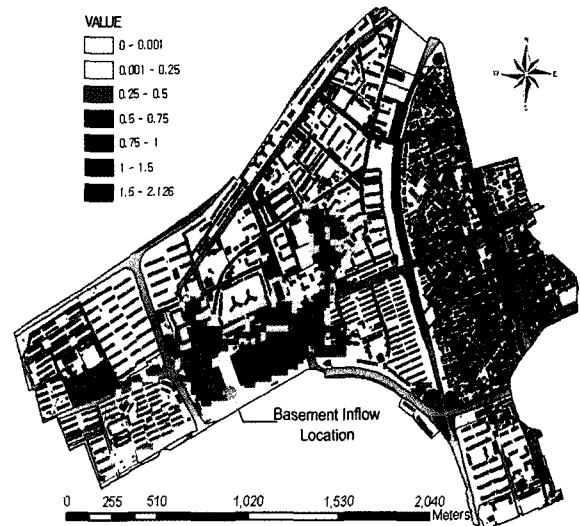 VALUE
0 - 0.001
0.001 - 0.25
0.25 - 0.5
0.5 - 0.75
0.75 - 1
1 - 1.5
1.5 - 2.126
N
W
E
S
Basement Inflow
Location
0 255 510 1,020 1,530 2,040
Meters